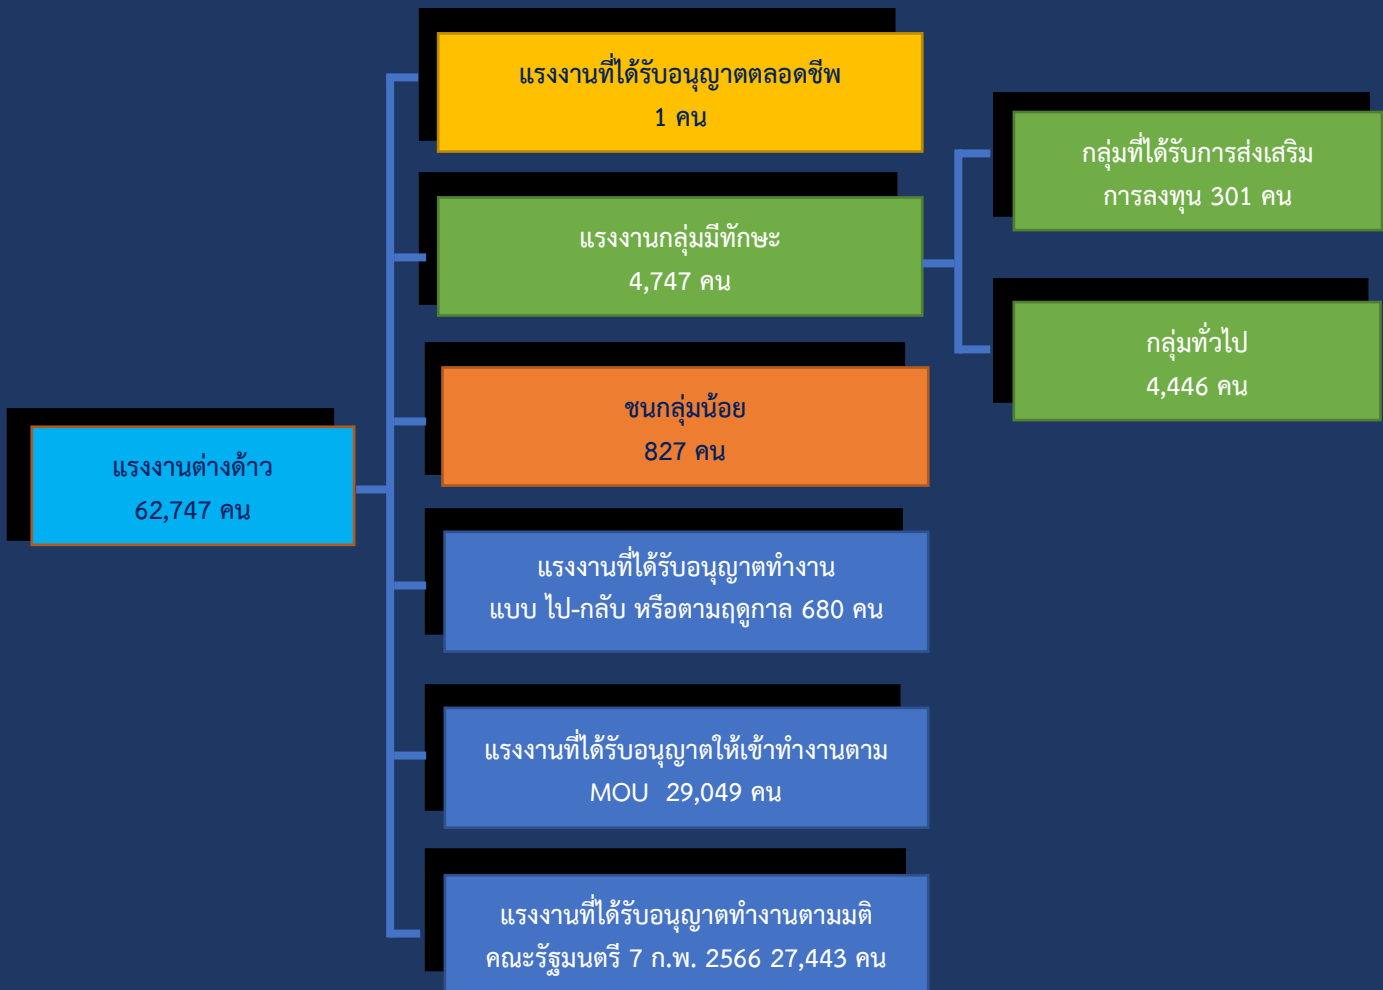 แรงงานต่างด้าว
62,747 คน
แรงงานที่ได้รับอนุญาตตลอดชีพ
1 คน
แรงงานกลุ่มมีทักษะ
4,747 คน
กลุ่มที่ได้รับการส่งเสริม
การลงทุน 301 คน
กลุ่มทั่วไป
4,446 คน
ชนกลุ่มน้อย
827 คน
แรงงานที่ได้รับอนุญาตทำงาน
แบบ ไป-กลับ หรือตามฤดูกาล 680 คน
แรงงานที่ได้รับอนุญาตให้เข้าทำงานตาม
MOU 29,049 คน
แรงงานที่ได้รับอนุญาตทำงานตามมติ
คณะรัฐมนตรี 7 ก.พ. 2566 27,443 คน